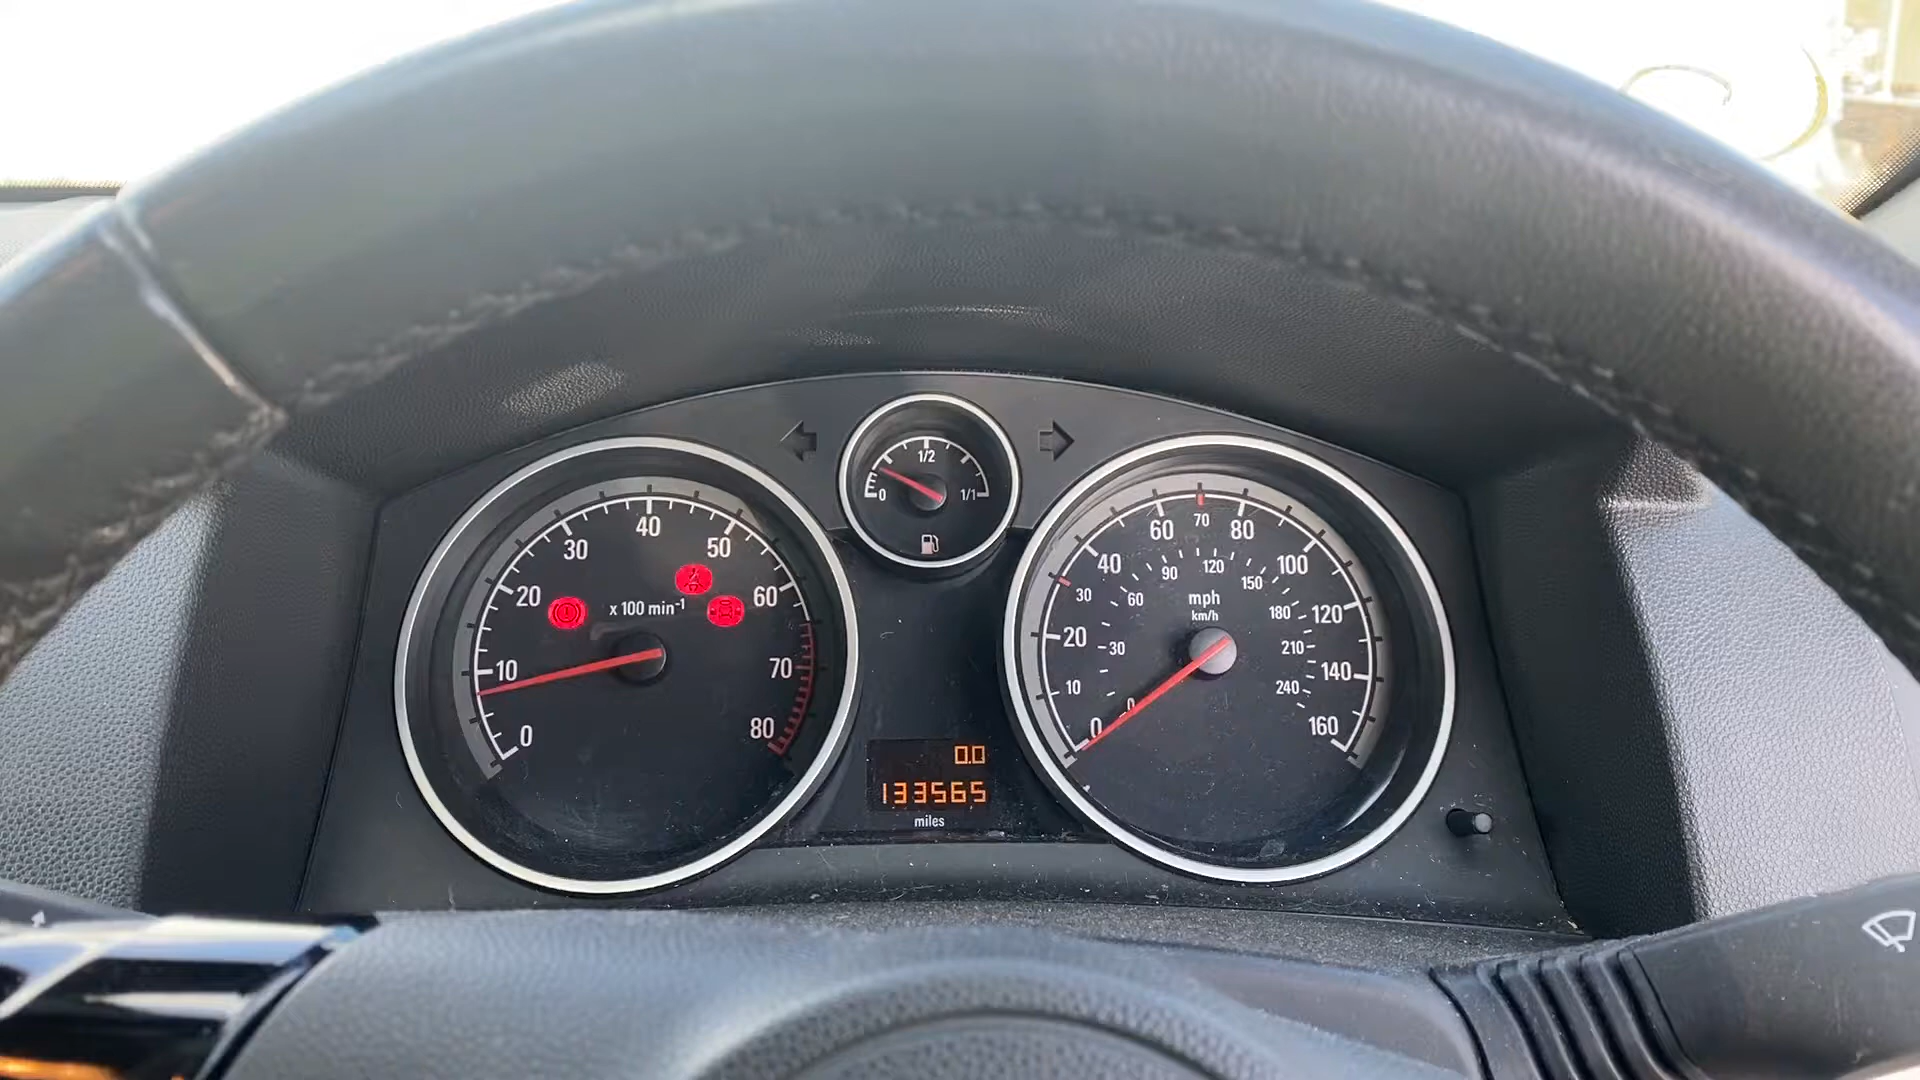 1/2
0 1/1
0 10 20 30 40 50 60 70 80
x 100 min⁻¹
0 10 20 30 40 60 70 80 100 120 140 160
mph
km/h
0 30 60 90 120 150 180 210 240
0.0
133565
miles